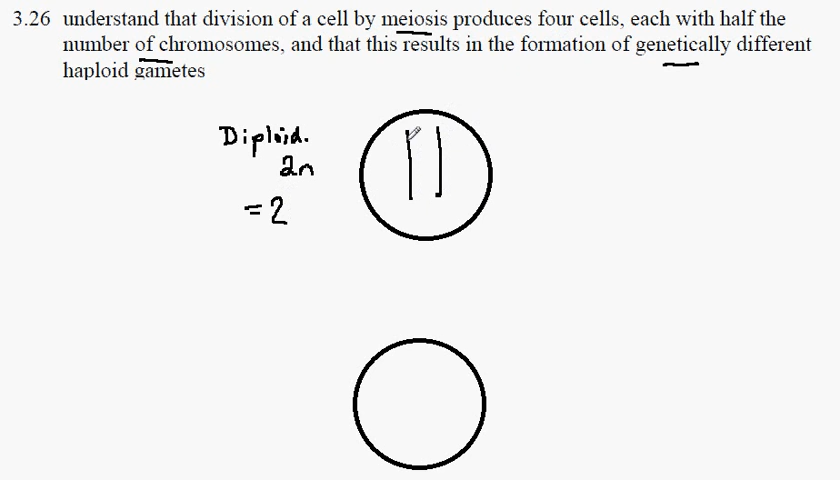 3.26 understand that division of a cell by meiosis produces four cells, each with half the
number of chromosomes, and that this results in the formation of genetically different
haploid gametes
Diploid.
2n
=2